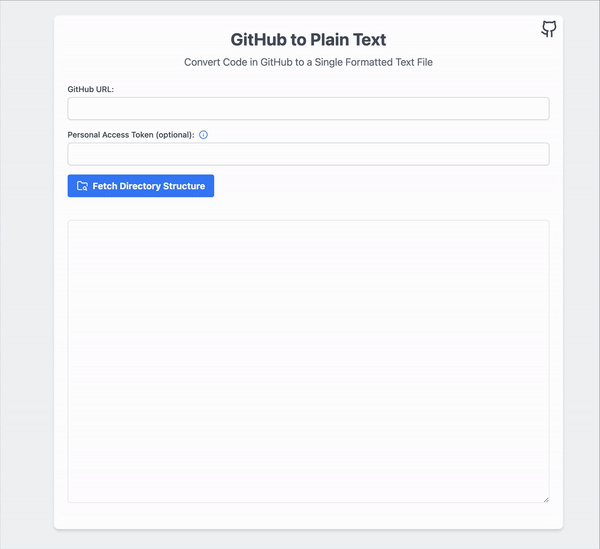 GitHub to Plain Text
Convert Code in GitHub to a Single Formatted Text File
GitHub URL:
Personal Access Token (optional):
Fetch Directory Structure